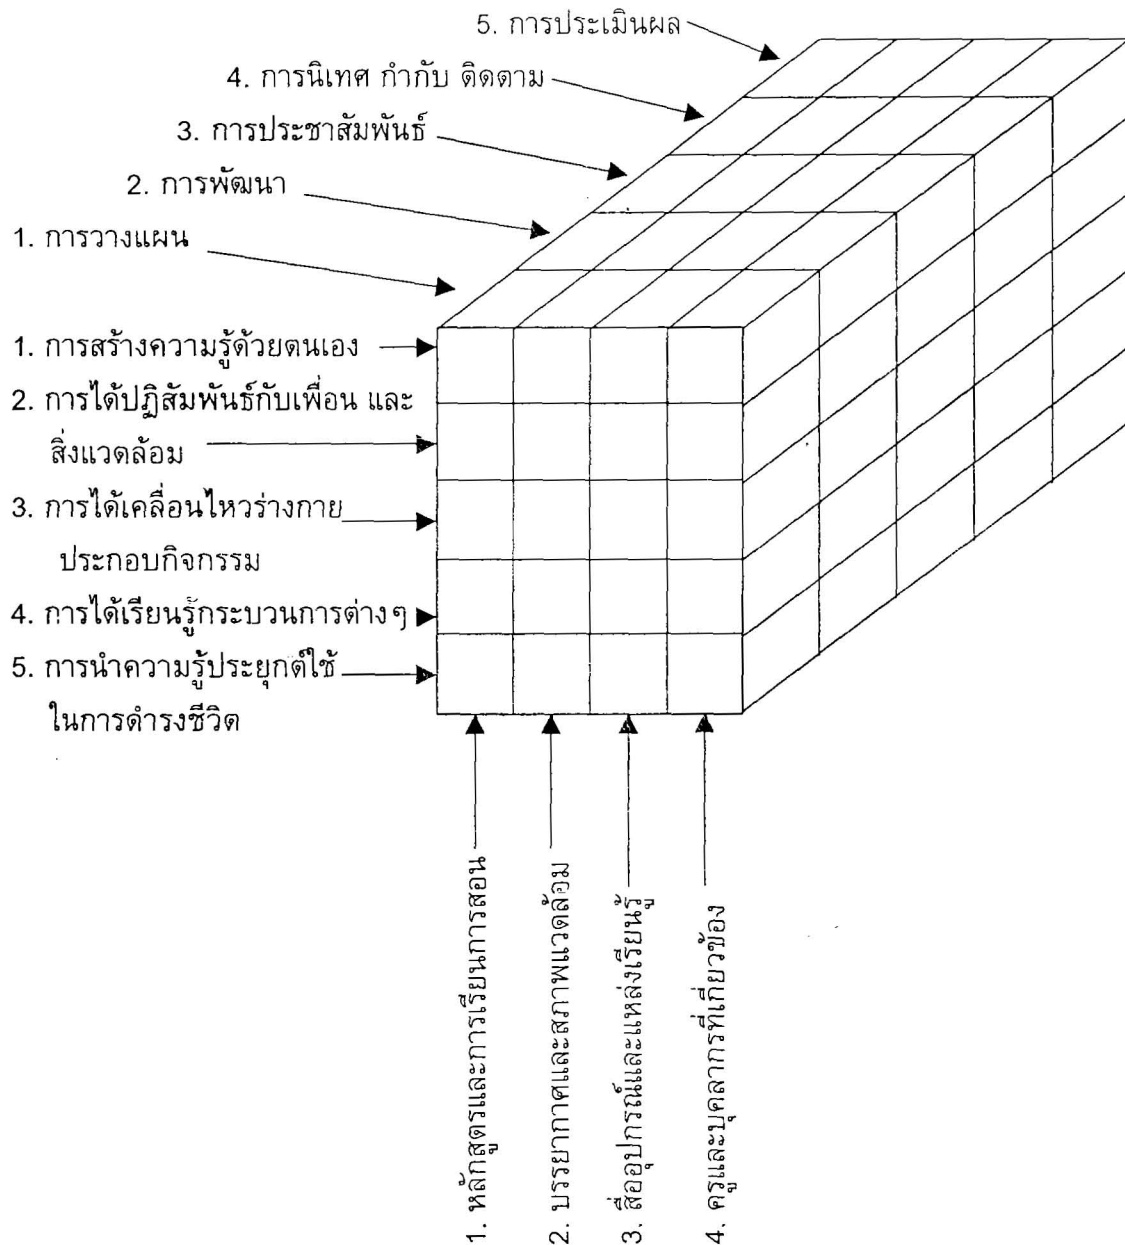 5. การประเมินผล
4. การนิเทศ กำกับ ติดตาม
3. การประชาสัมพันธ์
2. การพัฒนา
1. การวางแผน
1. การสร้างความรู้ด้วยตนเอง
2. การได้ปฏิสัมพันธ์กับเพื่อน และ
สิ่งแวดล้อม
3. การได้เคลื่อนไหวร่างกาย
ประกอบกิจกรรม
4. การได้เรียนรู้กระบวนการต่างๆ
5. การนำความรู้ประยุกต์ใช้
ในการดำรงชีวิต
1. หลักสูตรและการเรียนการสอน
2. บรรยากาศและสภาพแวดล้อม
3. สื่ออุปกรณ์และแหล่งเรียนรู้
4. ครูและบุคลากรที่เกี่ยวข้อง